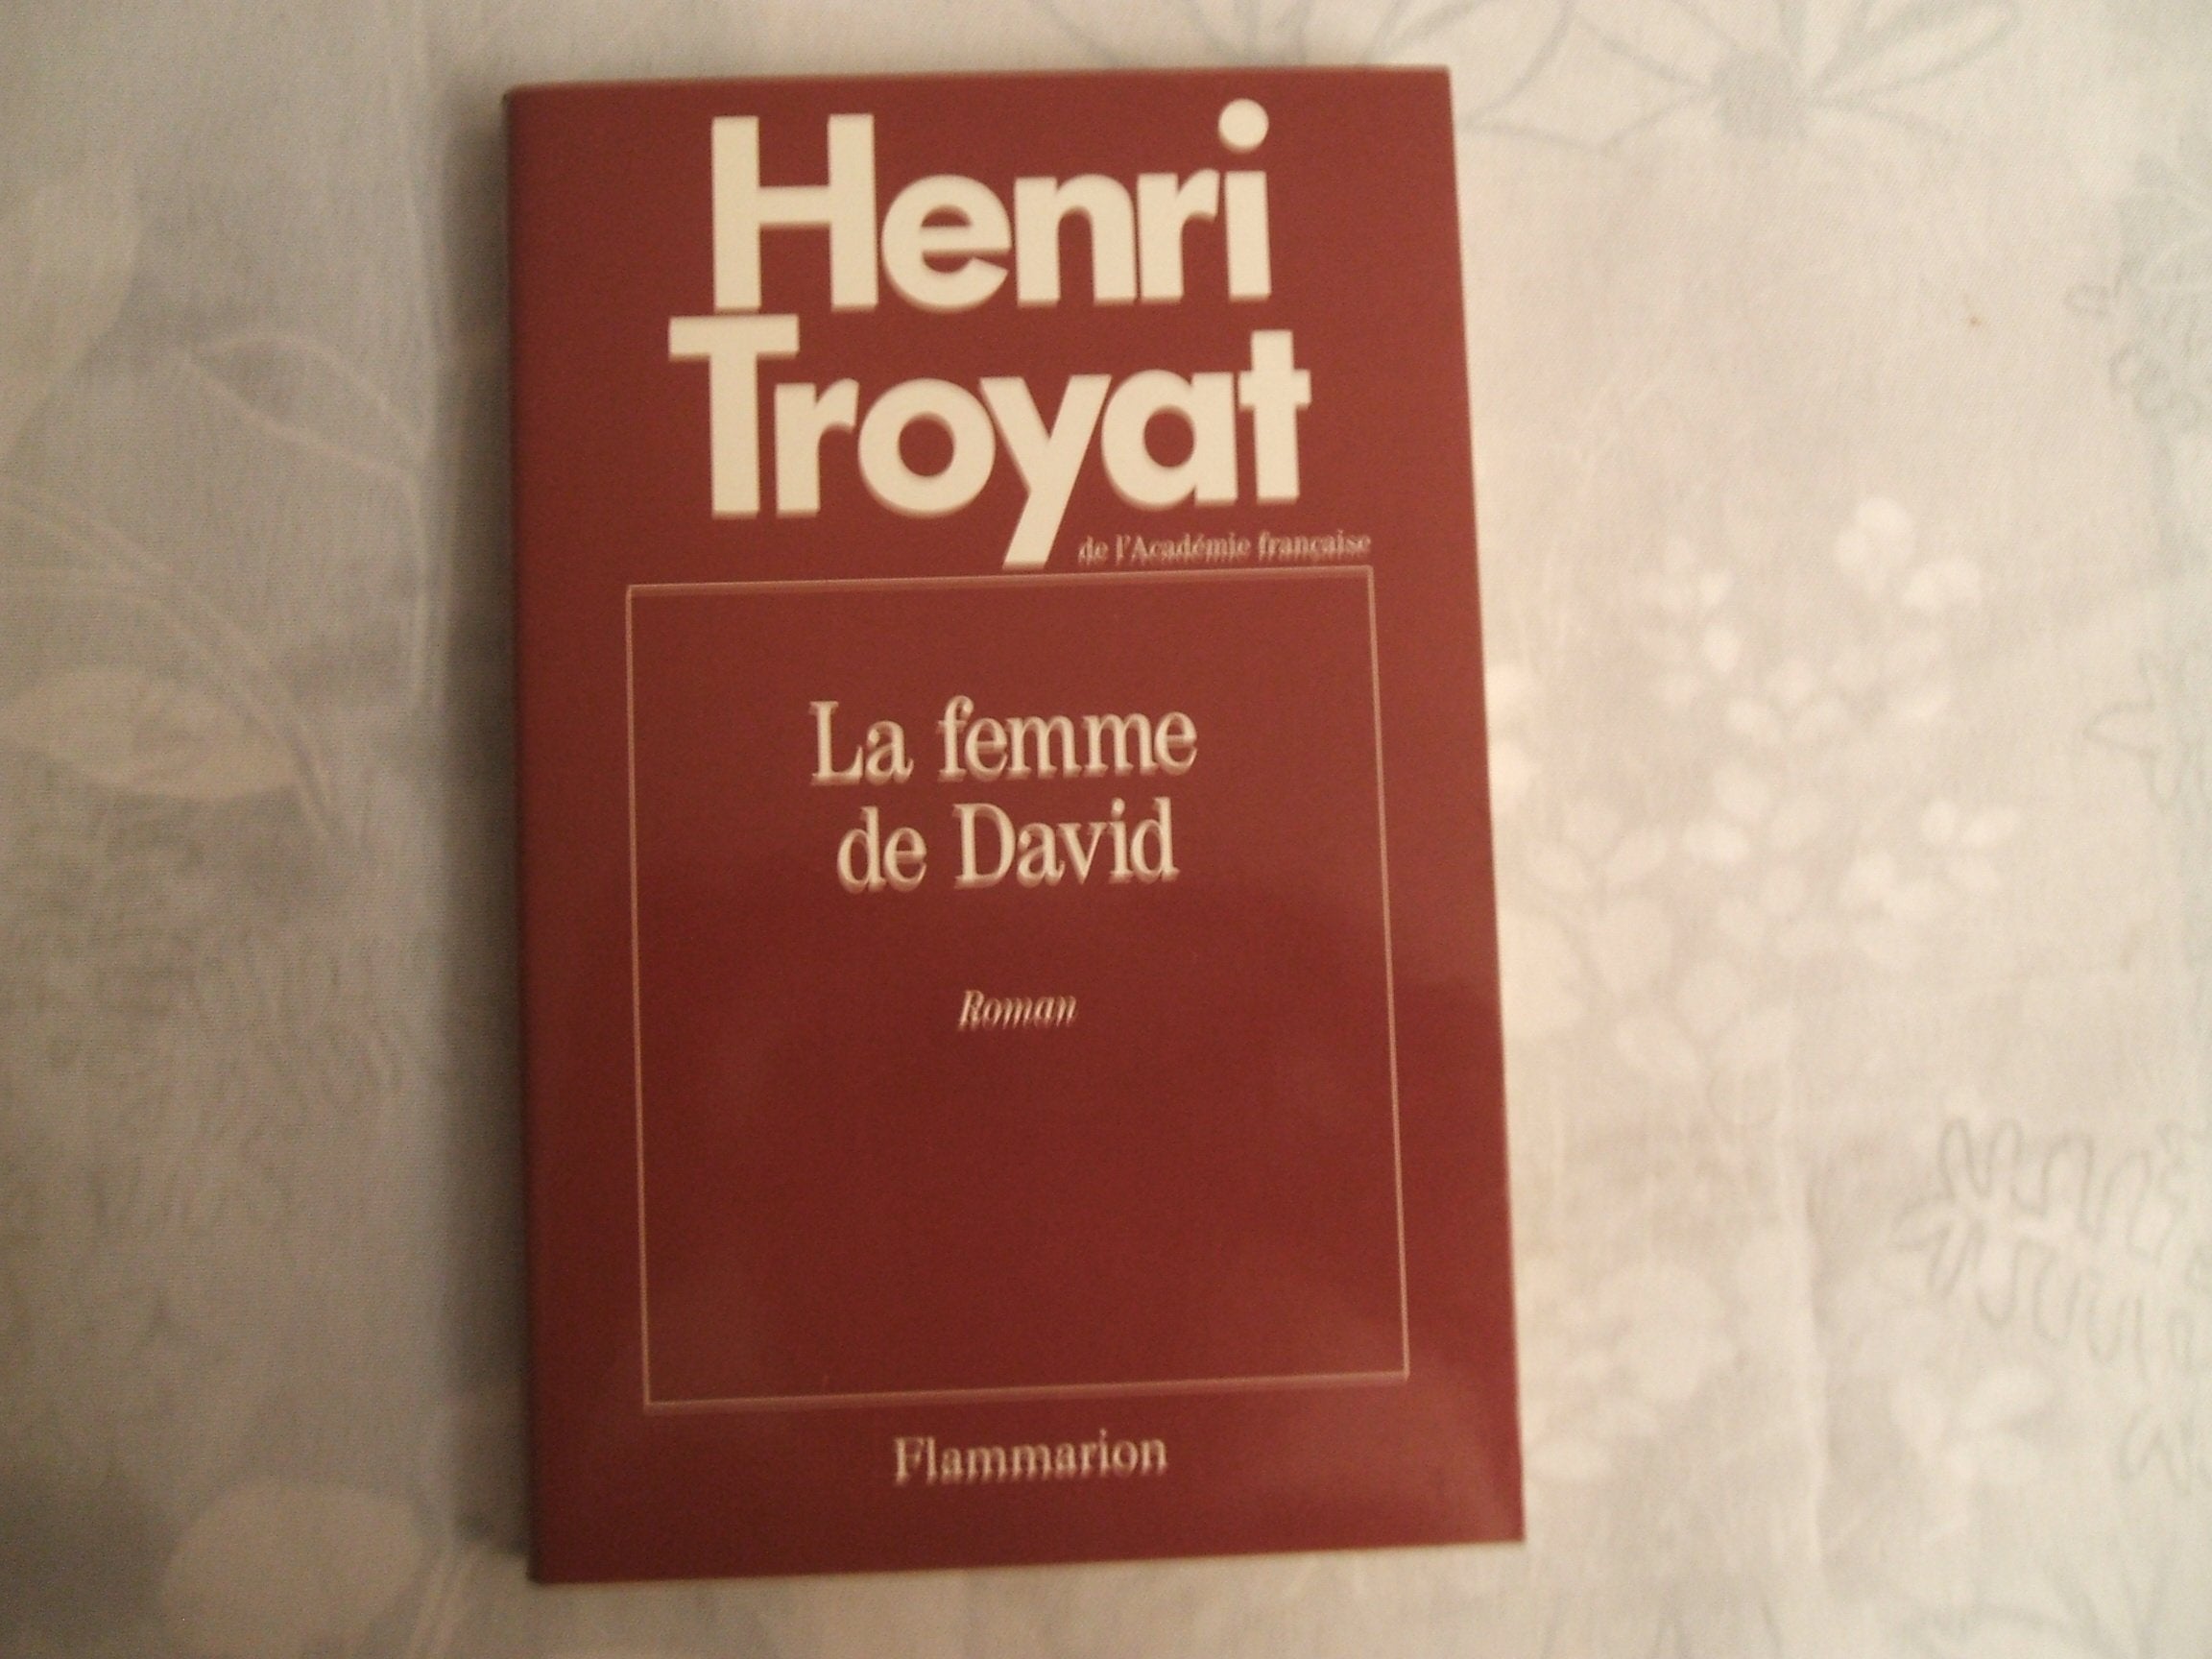 Henri
Troyat
de l'Académie française
La femme
de David
Roman
Flammarion